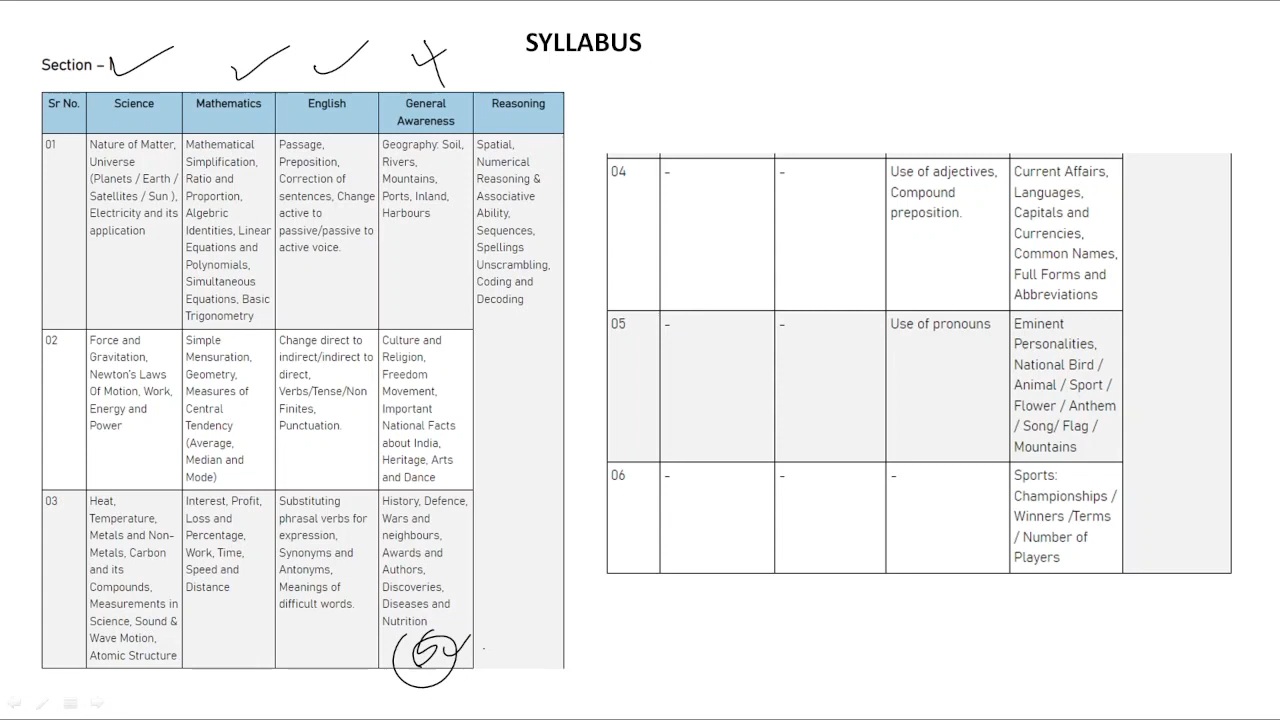 SYLLABUS
Section – I
Sr No.
Science
Mathematics
English
General
Awareness
Reasoning
01
Nature of Matter,
Universe
(Planets / Earth /
Satellites / Sun ),
Electricity and its
application
Mathematical
Simplification,
Ratio and
Proportion,
Algebraic
Identities, Linear
Equations and
Polynomials,
Simultaneous
Equations, Basic
Trigonometry
Passage,
Preposition,
Correction of
sentences, Change
active to
passive/passive to
active voice.
Geography: Soil,
Rivers,
Mountains,
Ports, Inland,
Harbours
Spatial,
Numerical
Reasoning &
Associative
Ability,
Sequences,
Spellings
Unscrambling,
Coding and
Decoding
02
Force and
Gravitation,
Newton's Laws
Of Motion, Work,
Energy and
Power
Simple
Mensuration,
Geometry,
Measures of
Central
Tendency
(Average,
Median and
Mode)
Change direct to
indirect/indirect to
direct,
Verbs/Tense/Non
Finites,
Punctuation.
Culture and
Religion,
Freedom
Movement,
Important
National Facts
about India,
Heritage, Arts
and Dance
03
Heat,
Temperature,
Metals and Non-
Metals, Carbon
and its
Compounds,
Measurements in
Science, Sound &
Wave Motion,
Atomic Structure
Interest, Profit,
Loss and
Percentage,
Work, Time,
Speed and
Distance
Substituting
phrasal verbs for
expression,
Synonyms and
Antonyms,
Meanings of
difficult words.
History, Defence,
Wars and
neighbours,
Awards and
Authors,
Discoveries,
Diseases and
Nutrition
04
-
-
Use of adjectives,
Compound
preposition.
Current Affairs,
Languages,
Capitals and
Currencies,
Common Names,
Full Forms and
Abbreviations
05
-
-
Use of pronouns
Eminent
Personalities,
National Bird /
Animal / Sport /
Flower / Anthem
/ Song/ Flag /
Mountains
06
-
-
-
Sports:
Championships /
Winners /Terms
/ Number of
Players